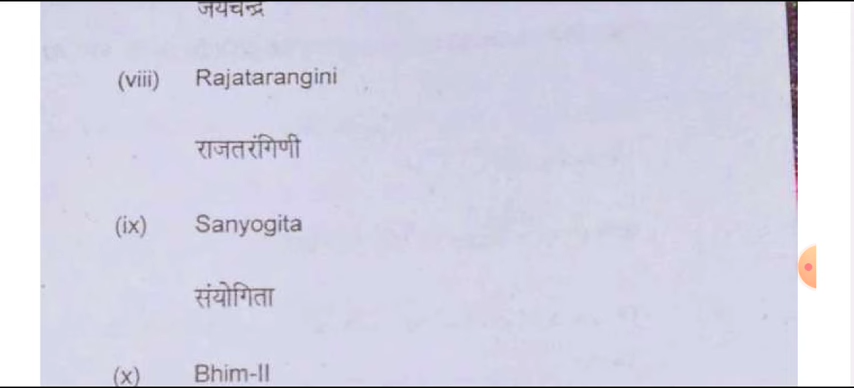 जयचन्द्र
(viii) Rajatarangini
राजतरंगिणी
(ix) Sanyogita
संयोगिता
(x) Bhim-II